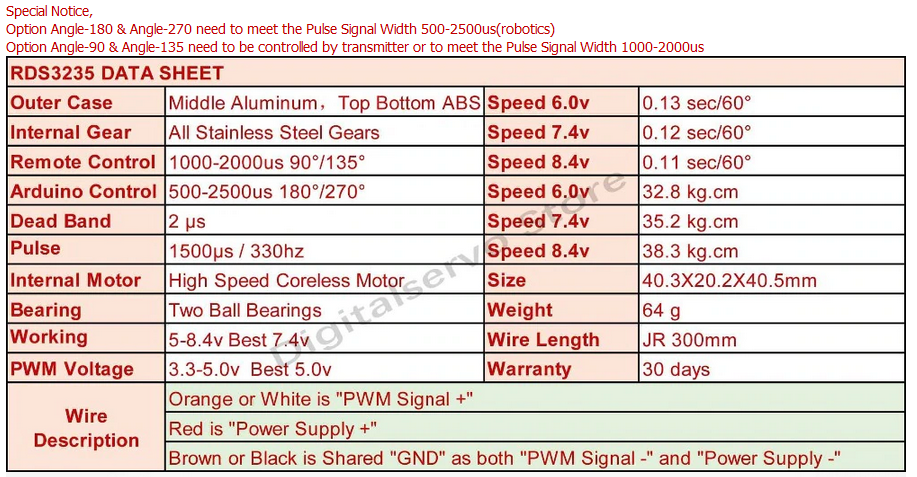 Special Notice,
Option Angle-180 & Angle-270 need to meet the Pulse Signal Width 500-2500us(robotics)
Option Angle-90 & Angle-135 need to be controlled by transmitter or to meet the Pulse Signal Width 1000-2000us
RDS3235 DATA SHEET
Outer Case Middle Aluminum，Top Bottom ABS Speed 6.0v 0.13 sec/60°
Internal Gear All Stainless Steel Gears Speed 7.4v 0.12 sec/60°
Remote Control 1000-2000us 90°/135° Speed 8.4v 0.11 sec/60°
Arduino Control 500-2500us 180°/270° Speed 6.0v 32.8 kg.cm
Dead Band 2 μs Speed 7.4v 35.2 kg.cm
Pulse 1500μs / 330hz Speed 8.4v 38.3 kg.cm
Internal Motor High Speed Coreless Motor Size 40.3X20.2X40.5mm
Bearing Two Ball Bearings Weight 64 g
Working 5-8.4v Best 7.4v Wire Length JR 300mm
PWM Voltage 3.3-5.0v Best 5.0v Warranty 30 days
Wire Description
Orange or White is "PWM Signal +"
Red is "Power Supply +"
Brown or Black is Shared "GND" as both "PWM Signal -" and "Power Supply -"
Digitalservo Store